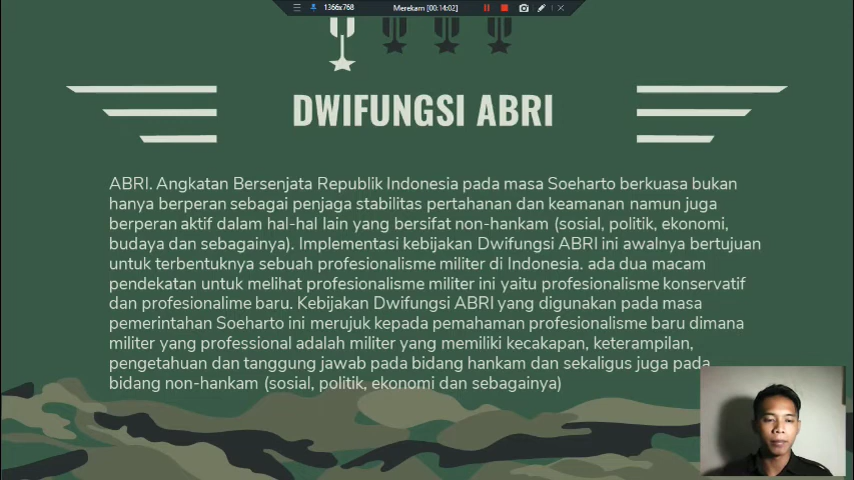 1366x768
Merekam [00:14:02]
DWIFUNGSI ABRI
ABRI. Angkatan Bersenjata Republik Indonesia pada masa Soeharto berkuasa bukan
hanya berperan sebagai penjaga stabilitas pertahanan dan keamanan namun juga
berperan aktif dalam hal-hal lain yang bersifat non-hankam (sosial, politik, ekonomi,
budaya dan sebagainya). Implementasi kebijakan Dwifungsi ABRI ini awalnya bertujuan
untuk terbentuknya sebuah profesionalisme militer di Indonesia. ada dua macam
pendekatan untuk melihat profesionalisme militer ini yaitu profesionalisme konservatif
dan profesionalime baru. Kebijakan Dwifungsi ABRI yang digunakan pada masa
pemerintahan Soeharto ini merujuk kepada pemahaman profesionalisme baru dimana
militer yang professional adalah militer yang memiliki kecakapan, keterampilan,
pengetahuan dan tanggung jawab pada bidang hankam dan sekaligus juga pada
bidang non-hankam (sosial, politik, ekonomi dan sebagainya)